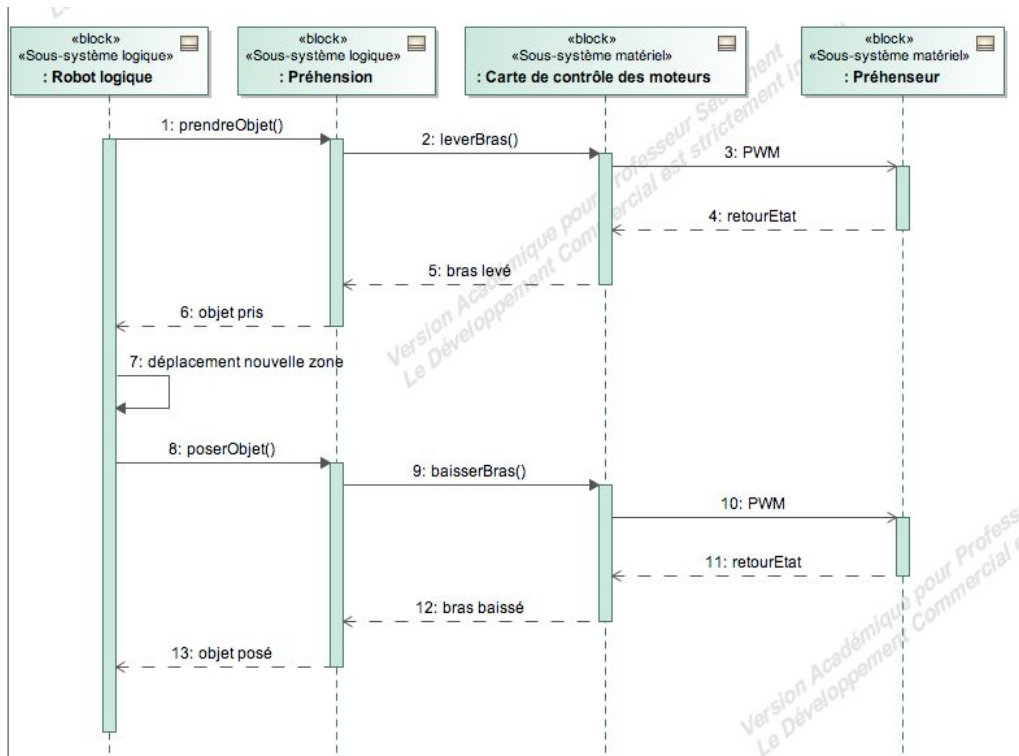 «block»
«Sous-système logique»
: Robot logique
«block»
«Sous-système logique»
: Préhension
«block»
«Sous-système matériel»
: Carte de contrôle des moteurs
«block»
«Sous-système matériel»
: Préhenseur
1: prendreObjet()
2: leverBras()
3: PWM
4: retourEtat
5: bras levé
6: objet pris
7: déplacement nouvelle zone
8: poserObjet()
9: baisserBras()
10: PWM
11: retourEtat
12: bras baissé
13: objet posé
Version Académique pour Professeur
Le Développement Commercial est strictement
Version Académique pour
Le Développement Commercial